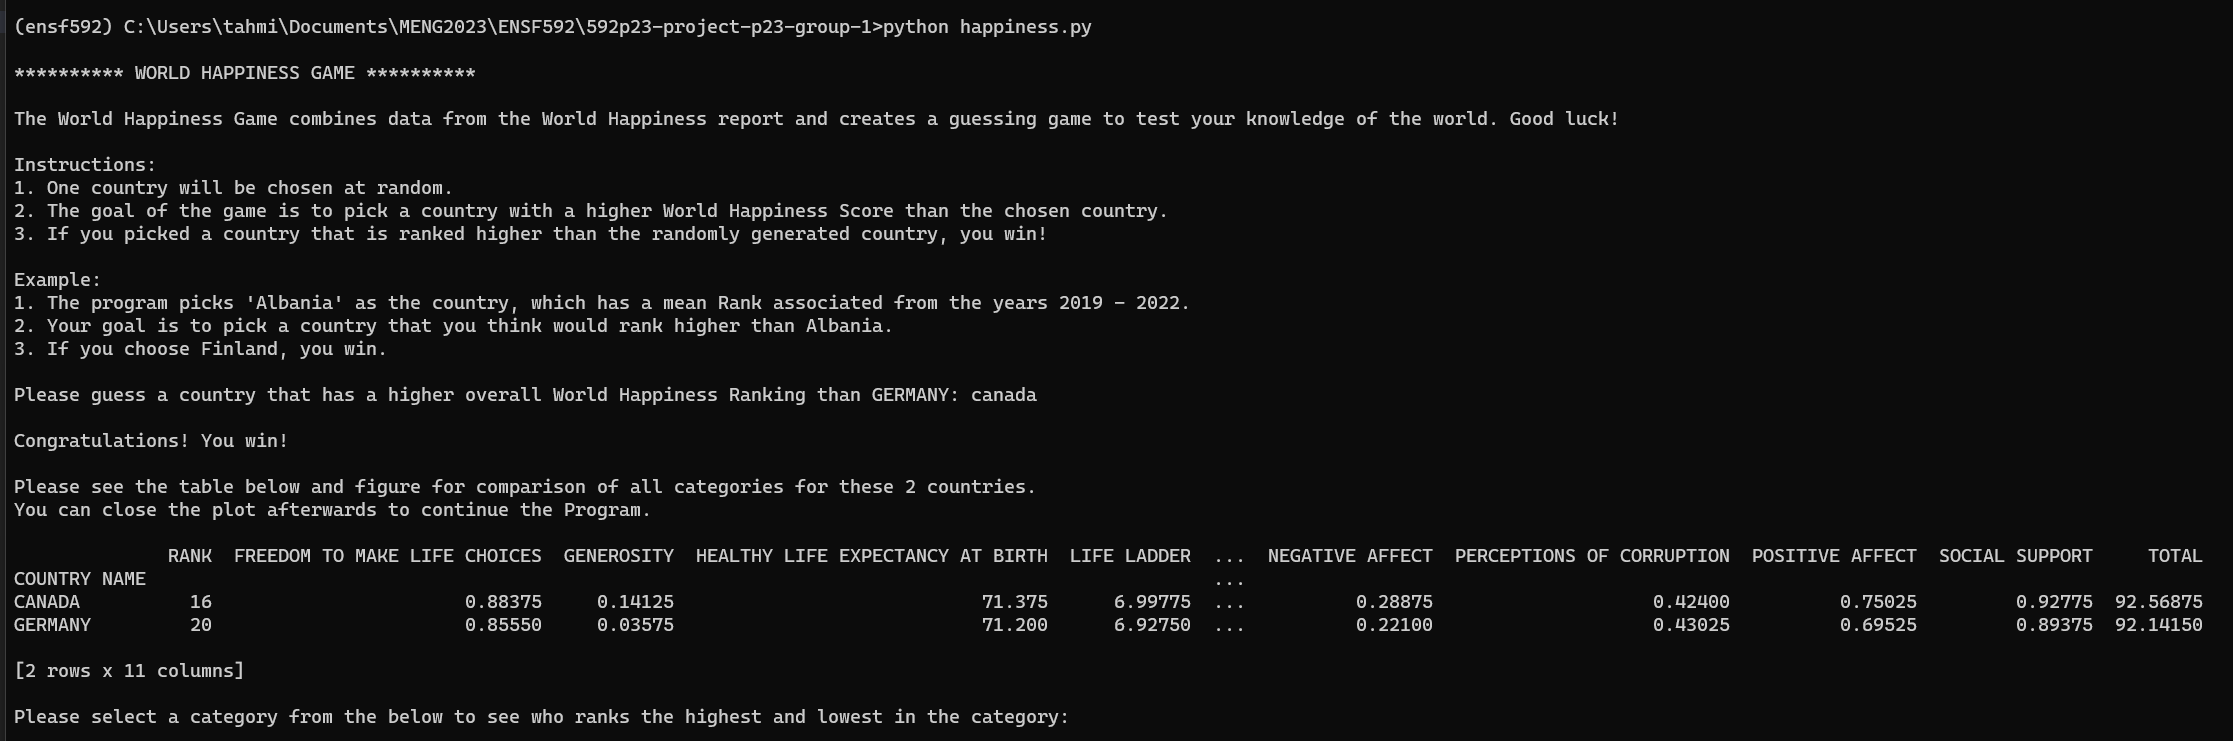 (ensf592) C:\Users\tahmi\Documents\MENG2023\ENSF592\592p23-project-p23-group-1>python happiness.py
********** WORLD HAPPINESS GAME **********
The World Happiness Game combines data from the World Happiness report and creates a guessing game to test your knowledge of the world. Good luck!
Instructions:
1. One country will be chosen at random.
2. The goal of the game is to pick a country with a higher World Happiness Score than the chosen country.
3. If you picked a country that is ranked higher than the randomly generated country, you win!
Example:
1. The program picks 'Albania' as the country, which has a mean Rank associated from the years 2019 - 2022.
2. Your goal is to pick a country that you think would rank higher than Albania.
3. If you choose Finland, you win.
Please guess a country that has a higher overall World Happiness Ranking than GERMANY: canada
Congratulations! You win!
Please see the table below and figure for comparison of all categories for these 2 countries.
You can close the plot afterwards to continue the Program.
RANK  FREEDOM TO MAKE LIFE CHOICES  GENEROSITY  HEALTHY LIFE EXPECTANCY AT BIRTH  LIFE LADDER  ...  NEGATIVE AFFECT  PERCEPTIONS OF CORRUPTION  POSITIVE AFFECT  SOCIAL SUPPORT  TOTAL
COUNTRY NAME  ...
CANADA  16  0.88375  0.14125  71.375  6.99775  ...  0.28875  0.42400  0.75025  0.92775  92.56875
GERMANY  20  0.85550  0.03575  71.200  6.92750  ...  0.22100  0.43025  0.69525  0.89375  92.14150
[2 rows x 11 columns]
Please select a category from the below to see who ranks the highest and lowest in the category: